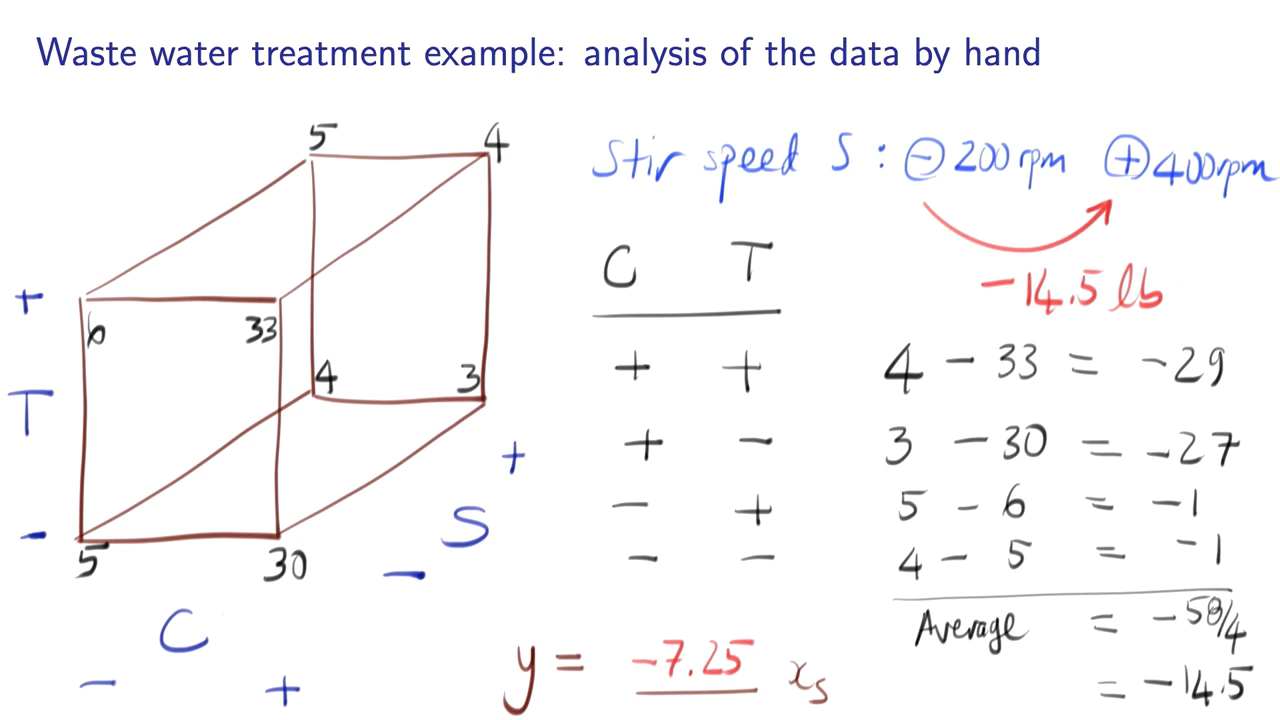 Waste water treatment example: analysis of the data by hand
5 4
Stir speed S : ⊖ 200 rpm ⊕ 400 rpm
-14.5 lb
C T
+
6 33
+ + 4 - 33 = -29
4 3
T
+ - 3 - 30 = -27
+
S
- + 5 - 6 = -1
-
5 30 -
- - 4 - 5 = -1
C
Average = -58/4
- +
y = -7.25 xs
= -14.5